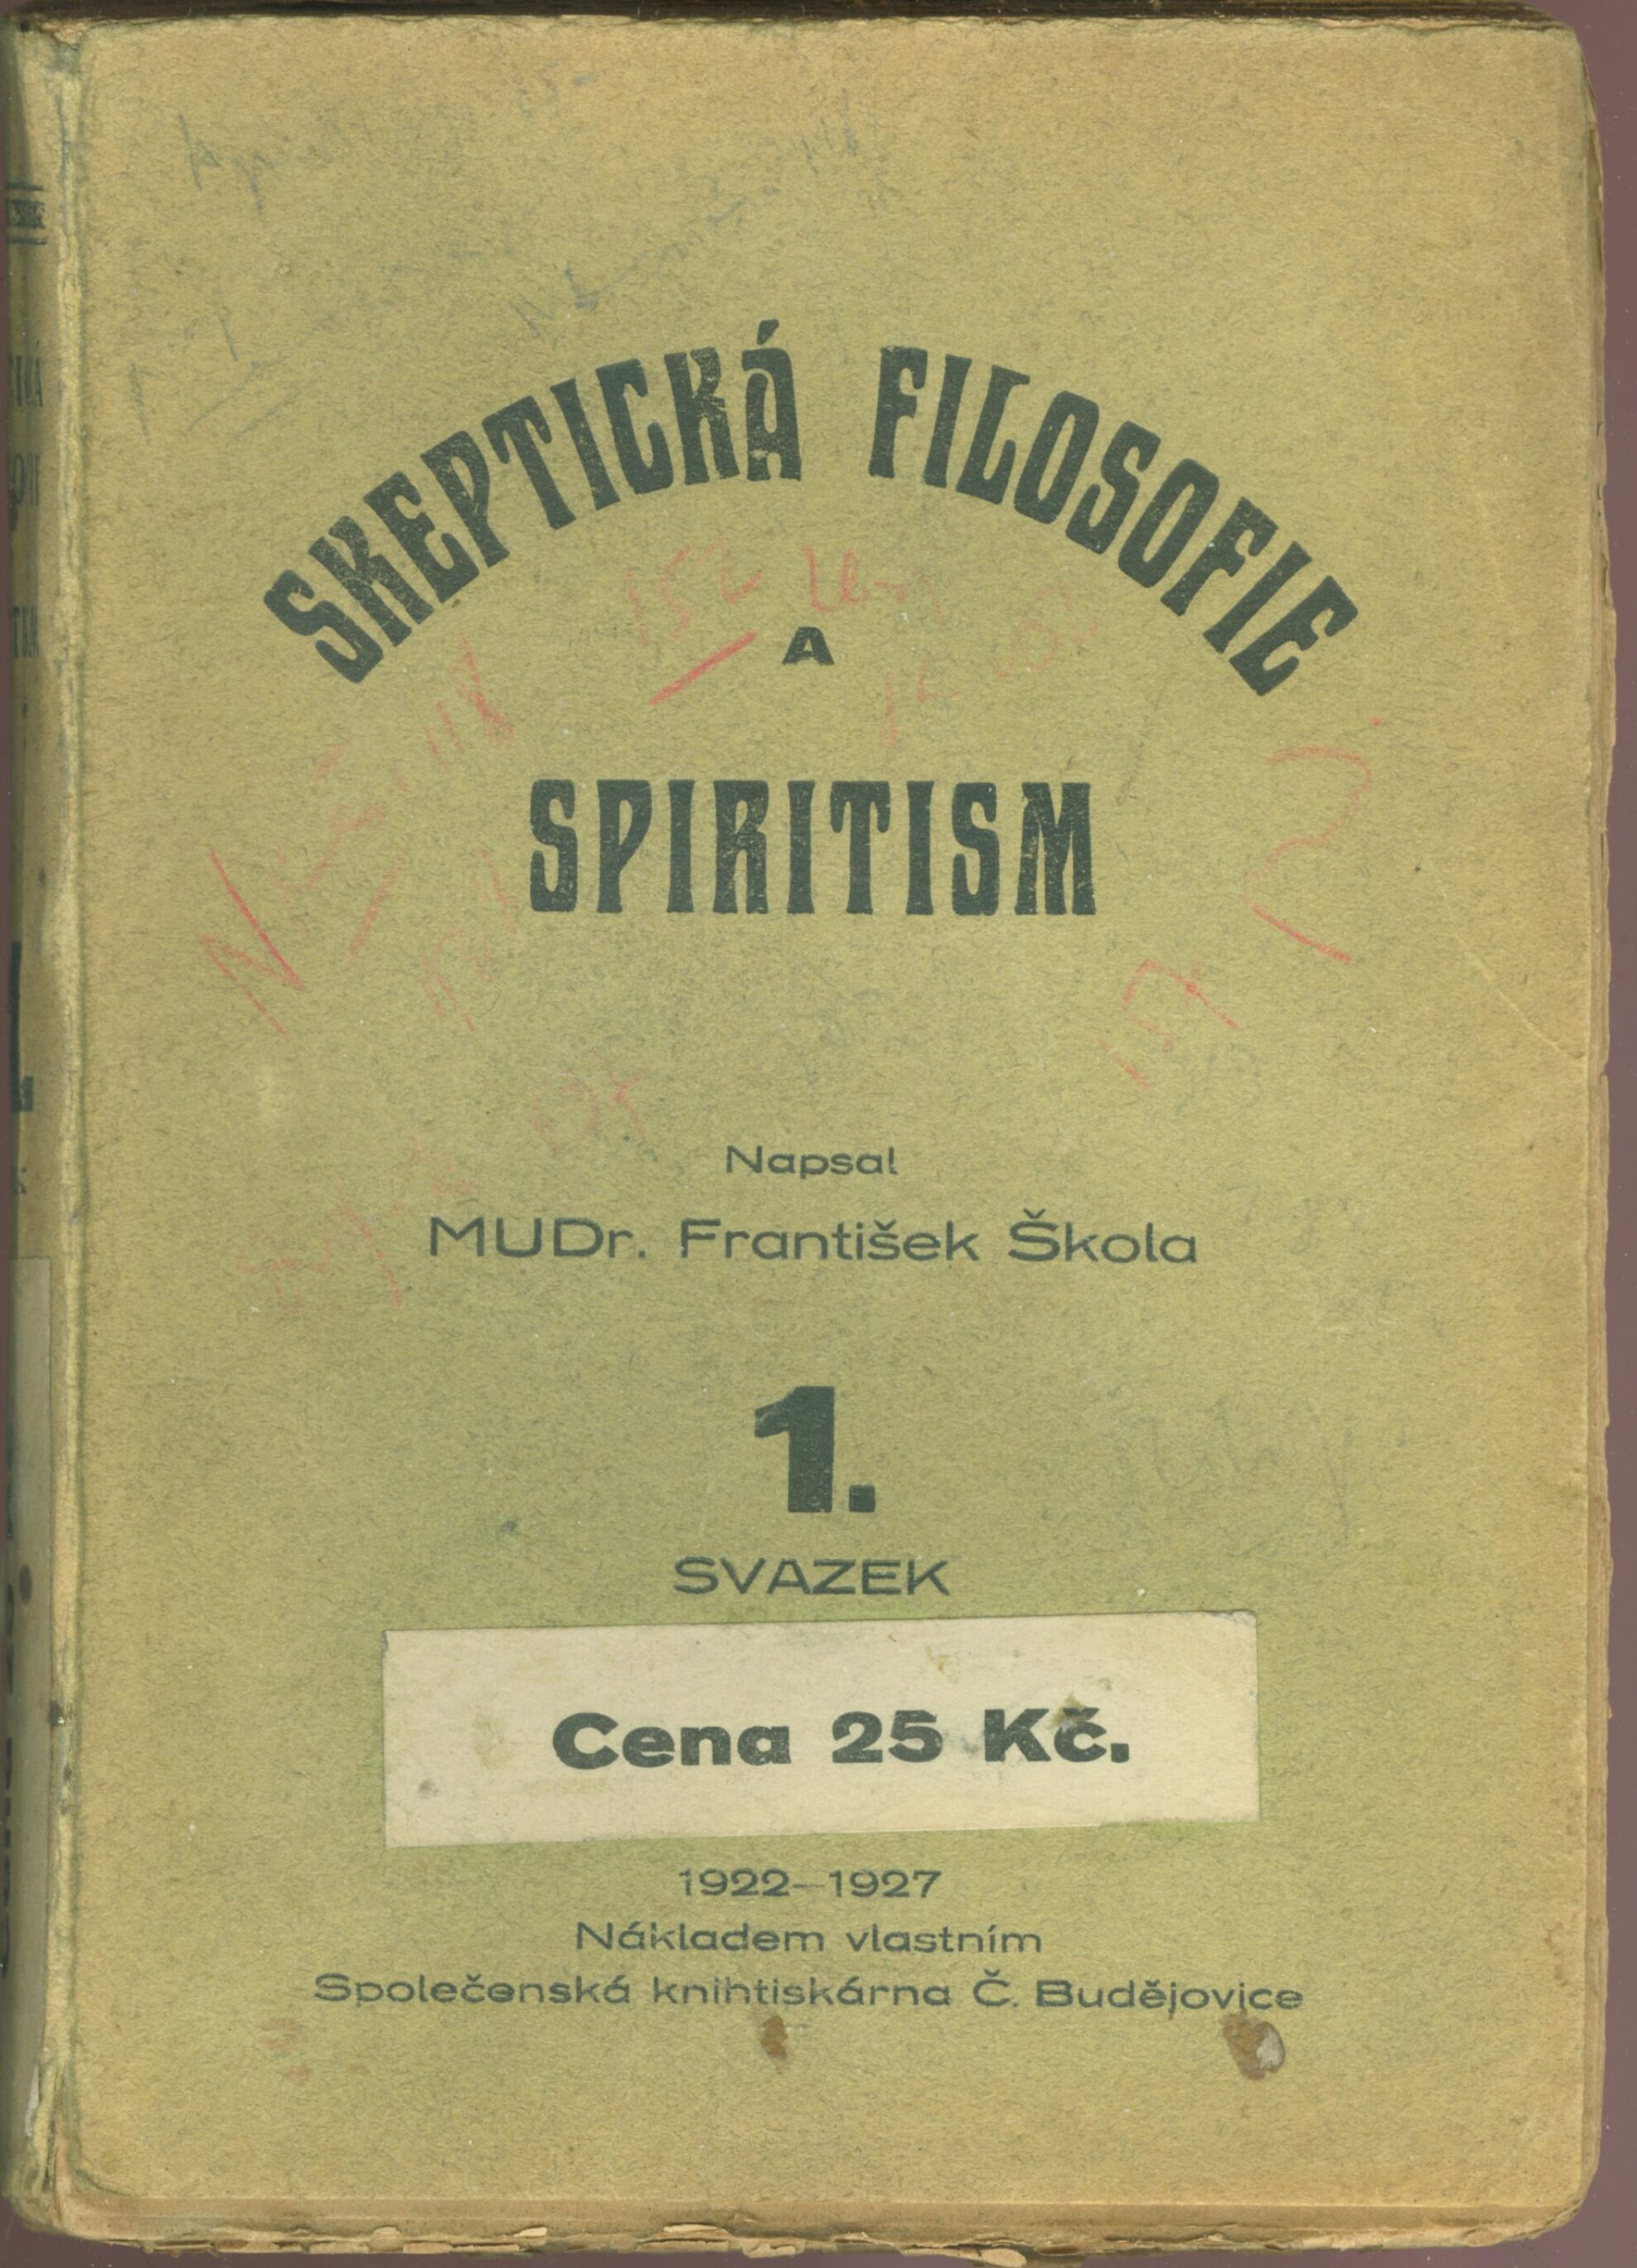 SKEPTICKÁ FILOSOFIE
A
SPIRITISM
Napsal
MUDr. František Škola
1.
SVAZEK
Cena 25 Kč.
1922–1927
Nákladem vlastním
Společenská knihtiskárna Č. Budějovice